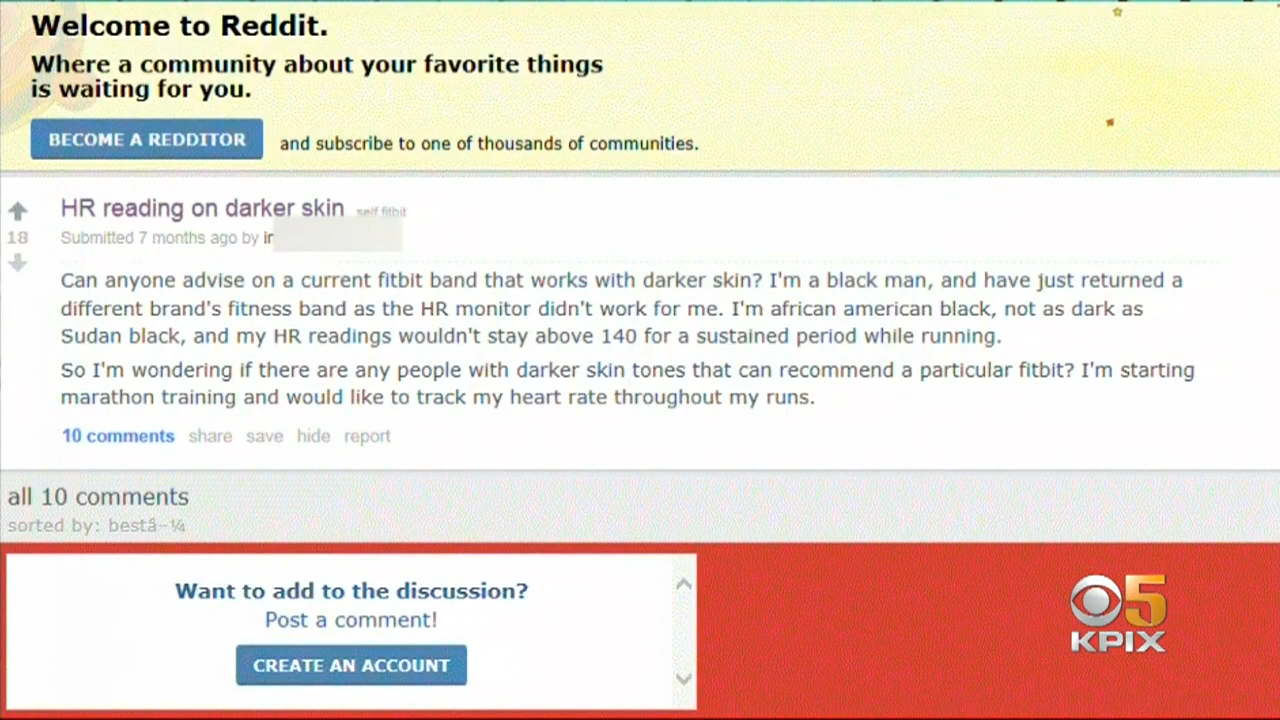 Welcome to Reddit.
Where a community about your favorite things
is waiting for you.
BECOME A REDDITOR and subscribe to one of thousands of communities.
HR reading on darker skin self fitbit
18
Submitted 7 months ago by ir
Can anyone advise on a current fitbit band that works with darker skin? I'm a black man, and have just returned a
different brand's fitness band as the HR monitor didn't work for me. I'm african american black, not as dark as
Sudan black, and my HR readings wouldn't stay above 140 for a sustained period while running.
So I'm wondering if there are any people with darker skin tones that can recommend a particular fitbit? I'm starting
marathon training and would like to track my heart rate throughout my runs.
10 comments share save hide report
all 10 comments
sorted by: bestâ–¼
Want to add to the discussion?
Post a comment!
CREATE AN ACCOUNT
5
KPIX